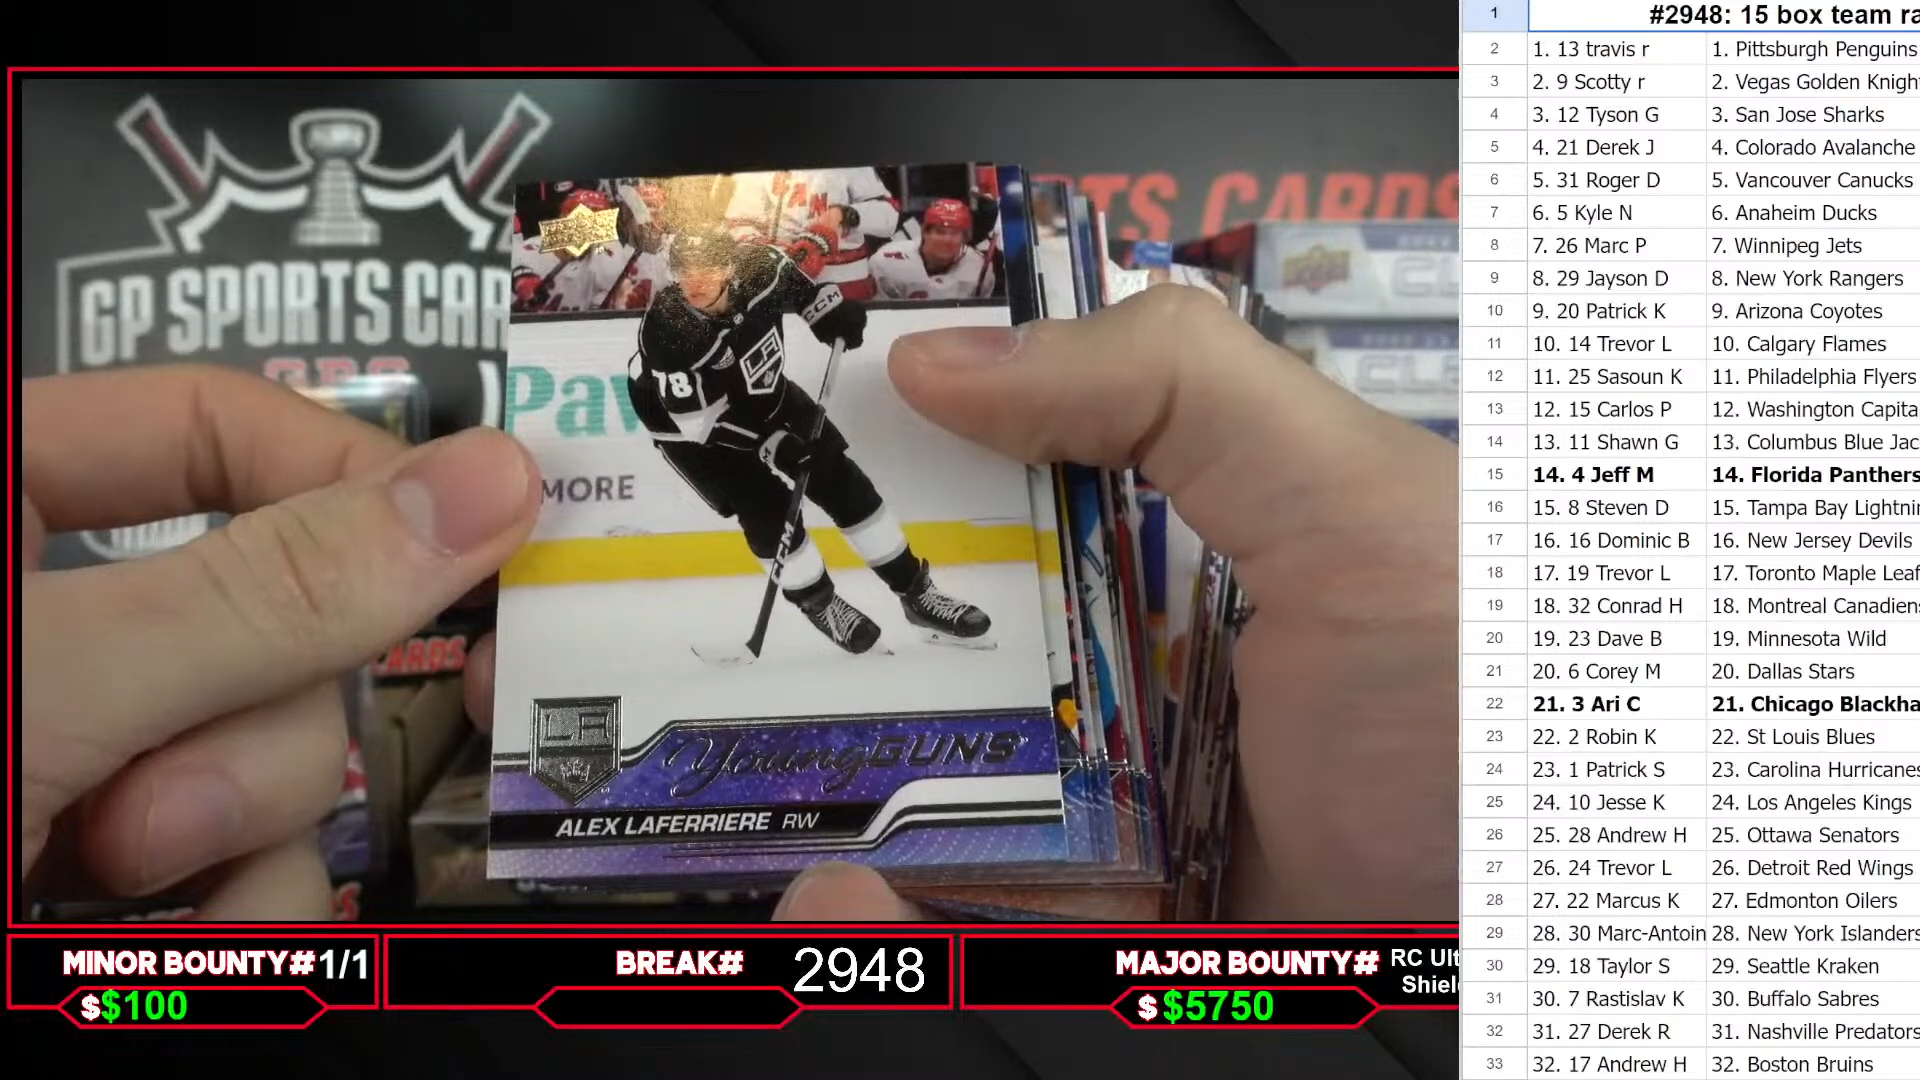 1
#2948: 15 box team ra
2 1. 13 travis r 1. Pittsburgh Penguins
3 2. 9 Scotty r 2. Vegas Golden Knigh
4 3. 12 Tyson G 3. San Jose Sharks
5 4. 21 Derek J 4. Colorado Avalanche
6 5. 31 Roger D 5. Vancouver Canucks
7 6. 5 Kyle N 6. Anaheim Ducks
8 7. 26 Marc P 7. Winnipeg Jets
9 8. 29 Jayson D 8. New York Rangers
10 9. 20 Patrick K 9. Arizona Coyotes
11 10. 14 Trevor L 10. Calgary Flames
12 11. 25 Sasoun K 11. Philadelphia Flyers
13 12. 15 Carlos P 12. Washington Capita
14 13. 11 Shawn G 13. Columbus Blue Jac
15 14. 4 Jeff M 14. Florida Panthers
16 15. 8 Steven D 15. Tampa Bay Lightni
17 16. 16 Dominic B 16. New Jersey Devils
18 17. 19 Trevor L 17. Toronto Maple Leaf
19 18. 32 Conrad H 18. Montreal Canadiens
20 19. 23 Dave B 19. Minnesota Wild
21 20. 6 Corey M 20. Dallas Stars
22 21. 3 Ari C 21. Chicago Blackha
23 22. 2 Robin K 22. St Louis Blues
24 23. 1 Patrick S 23. Carolina Hurricanes
25 24. 10 Jesse K 24. Los Angeles Kings
26 25. 28 Andrew H 25. Ottawa Senators
27 26. 24 Trevor L 26. Detroit Red Wings
28 27. 22 Marcus K 27. Edmonton Oilers
29 28. 30 Marc-Antoin 28. New York Islanders
30 29. 18 Taylor S 29. Seattle Kraken
31 30. 7 Rastislav K 30. Buffalo Sabres
32 31. 27 Derek R 31. Nashville Predators
33 32. 17 Andrew H 32. Boston Bruins
GP SPORTS CAR
TS CARDS
CCM
LA
78
Pav
MORE
CCM
LA
Young GUNS
ALEX LAFERRIERE RW
ARDS
MINOR BOUNTY# 1/1
$$100
BREAK# 2948
MAJOR BOUNTY# RC Ult
Shiel
$ $5750